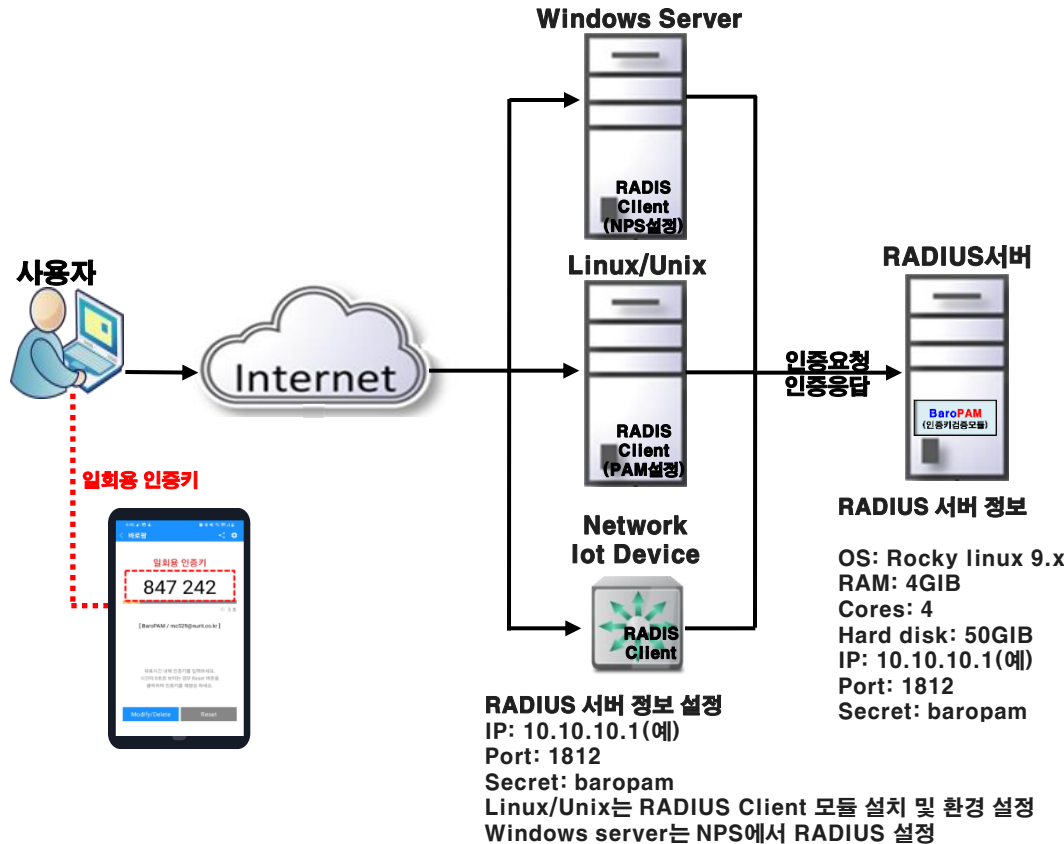 Windows Server
RADIS
Client
(NPS설정)
Linux/Unix
RADIUS서버
사용자
Internet
인증요청
인증응답
BaroPAM
(인증키검증모듈)
RADIS
Client
(PAM설정)
일회용 인증키
바로팜
일회용 인증키
847 242
Modify/Delete
Reset
Network
Iot Device
RADIS
Client
RADIUS 서버 정보
OS: Rocky linux 9.x
RAM: 4GIB
Cores: 4
Hard disk: 50GIB
IP: 10.10.10.1(예)
Port: 1812
Secret: baropam
RADIUS 서버 정보 설정
IP: 10.10.10.1(예)
Port: 1812
Secret: baropam
Linux/Unix는 RADIUS Client 모듈 설치 및 환경 설정
Windows server는 NPS에서 RADIUS 설정